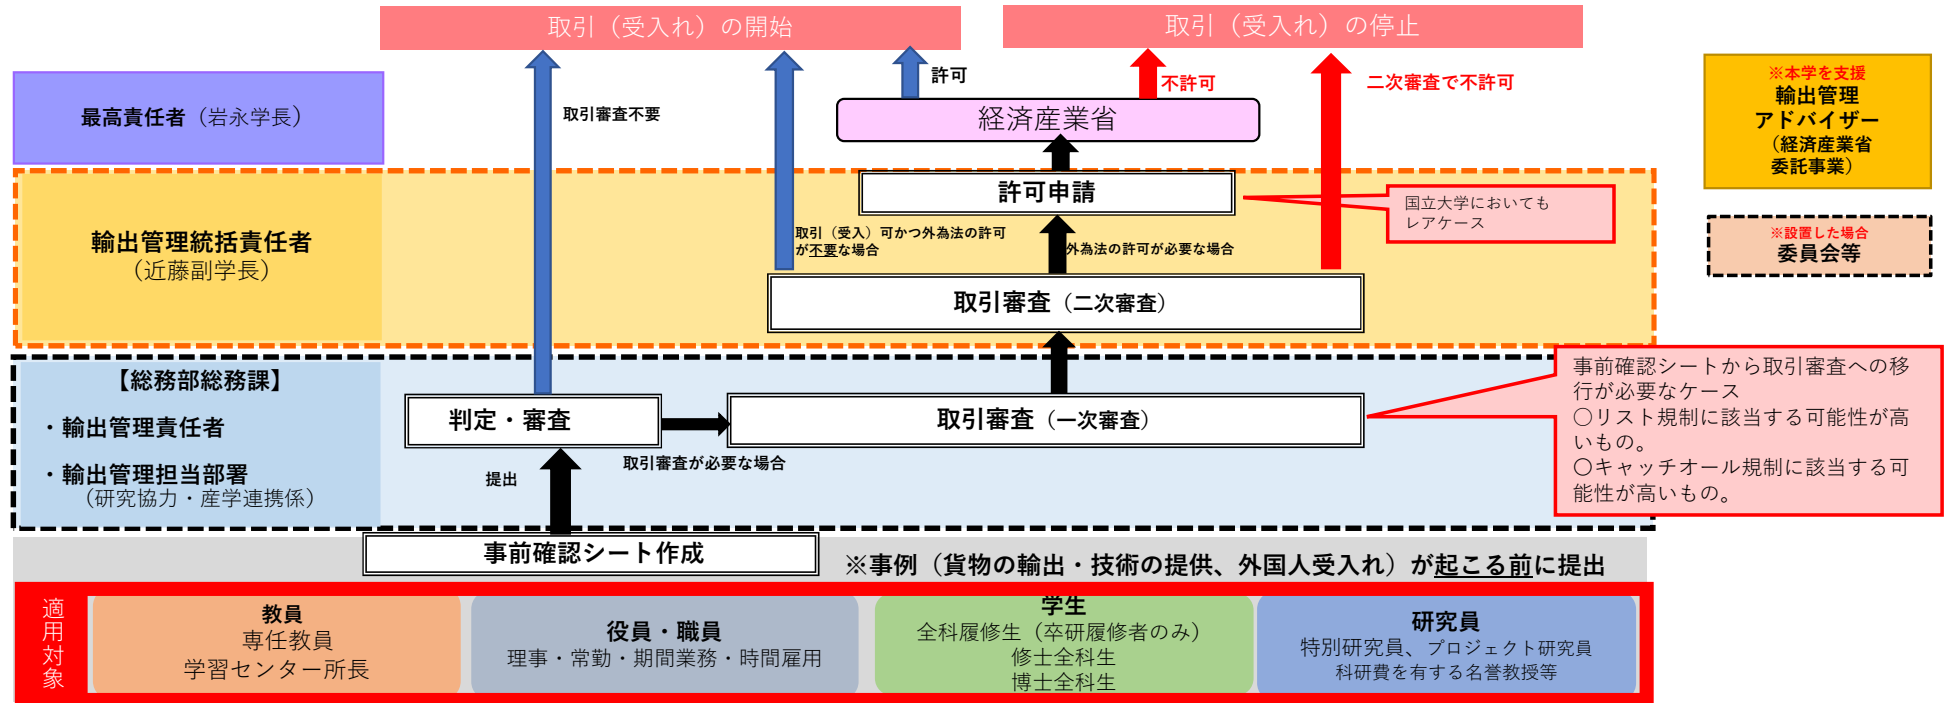 取引（受入れ）の開始
取引（受入れ）の停止
許可
不許可
二次審査で不許可
取引審査不要
最高責任者（岩永学長）
経済産業省
※本学を支援
輸出管理
アドバイザー
（経済産業省
委託事業）
許可申請
国立大学においても
レアケース
輸出管理統括責任者
（近藤副学長）
取引（受入）可かつ外為法の許可
が不要な場合
外為法の許可が必要な場合
※設置した場合
委員会等
取引審査（二次審査）
【総務部総務課】
・輸出管理責任者
・輸出管理担当部署
（研究協力・産学連携係）
判定・審査
取引審査（一次審査）
取引審査が必要な場合
提出
事前確認シートから取引審査への移
行が必要なケース
〇リスト規制に該当する可能性が高
いもの。
〇キャッチオール規制に該当する可
能性が高いもの。
事前確認シート作成
※事例（貨物の輸出・技術の提供、外国人受入れ）が起こる前に提出
適用対象
教員
専任教員
学習センター所長
役員・職員
理事・常勤・期間業務・時間雇用
学生
全科履修生（卒研履修者のみ）
修士全科生
博士全科生
研究員
特別研究員、プロジェクト研究員
科研費を有する名誉教授等